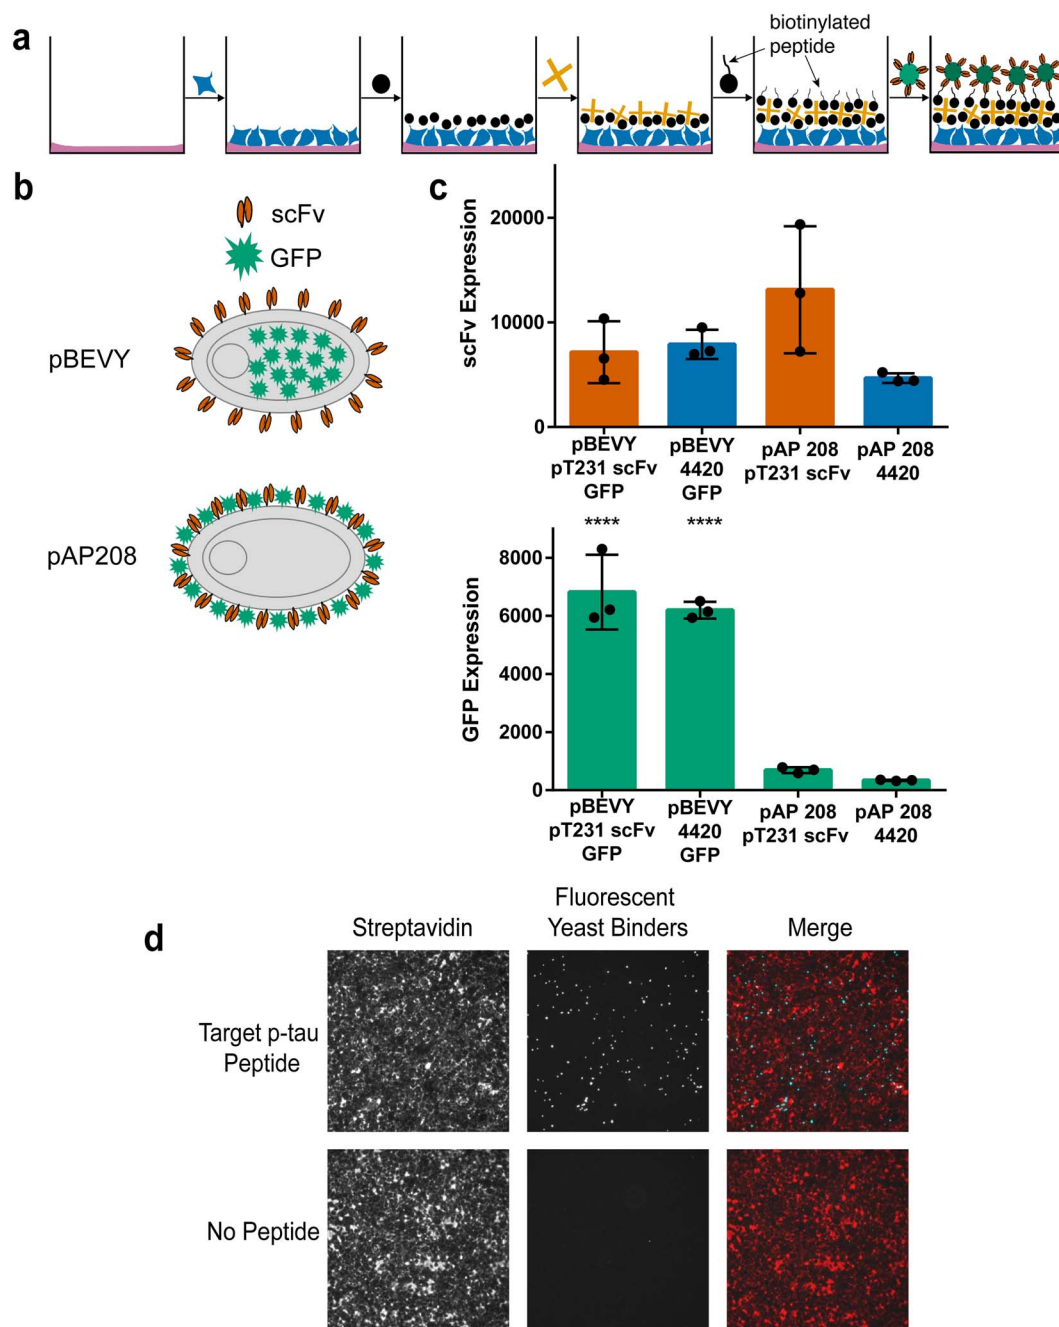 a
biotinylated
peptide
b
scFv
GFP
pBEVY
pAP208
c
scFv Expression
20000
10000
0
pBEVY
pT231 scFv
GFP
pBEVY
4420
GFP
pAP 208
pT231 scFv
pAP 208
4420
GFP Expression
8000
6000
4000
2000
0
****
****
pBEVY
pT231 scFv
GFP
pBEVY
4420
GFP
pAP 208
pT231 scFv
pAP 208
4420
d
Streptavidin
Fluorescent
Yeast Binders
Merge
Target p-tau
Peptide
No Peptide